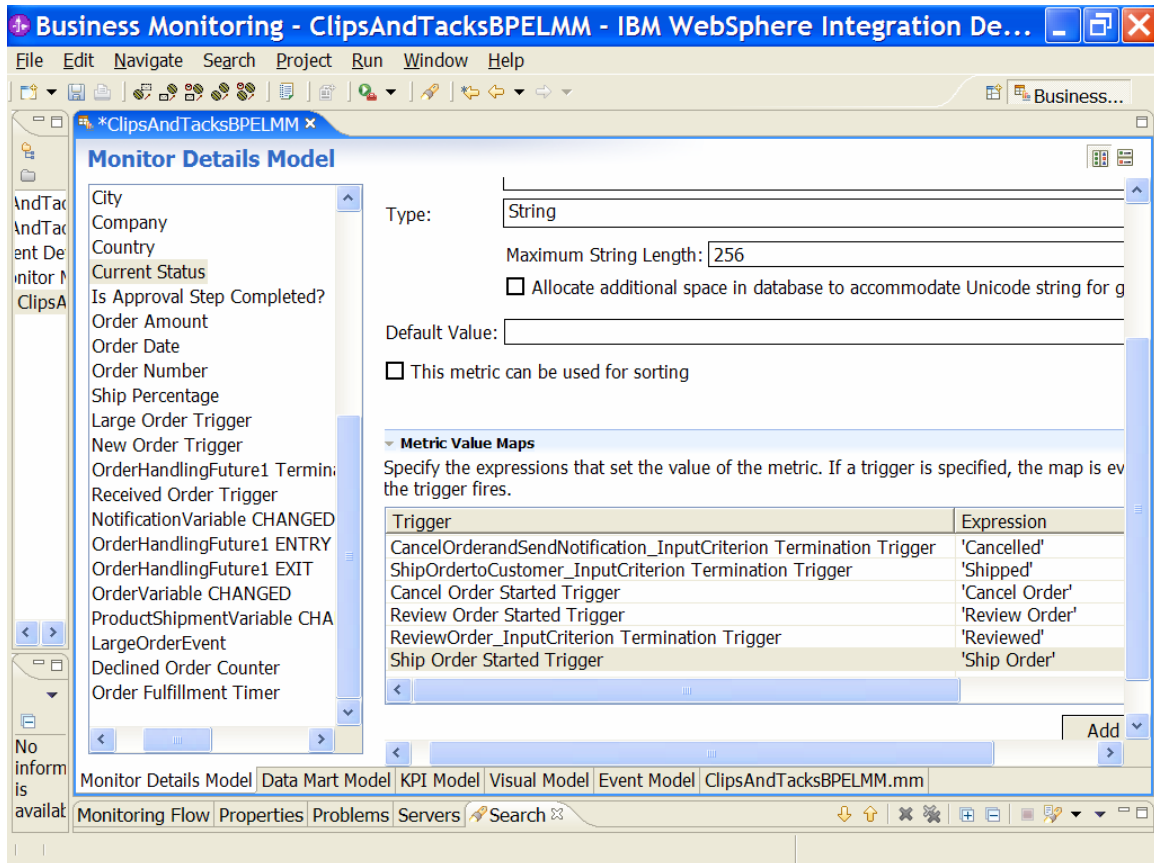 Business Monitoring - ClipsAndTacksBPELMM - IBM WebSphere Integration De...
File Edit Navigate Search Project Run Window Help
Business...
*ClipsAndTacksBPELMM
Monitor Details Model
AndTac
AndTac
ent De
onitor M
ClipsA
City
Company
Country
Current Status
Is Approval Step Completed?
Order Amount
Order Date
Order Number
Ship Percentage
Large Order Trigger
New Order Trigger
OrderHandlingFuture1 Termina
Received Order Trigger
NotificationVariable CHANGED
OrderHandlingFuture1 ENTRY
OrderHandlingFuture1 EXIT
OrderVariable CHANGED
ProductShipmentVariable CHA
LargeOrderEvent
Declined Order Counter
Order Fulfillment Timer
Type: String
Maximum String Length: 256
Allocate additional space in database to accommodate Unicode string for g
Default Value:
This metric can be used for sorting
Metric Value Maps
Specify the expressions that set the value of the metric. If a trigger is specified, the map is ev
the trigger fires.
Trigger Expression
CancelOrderandSendNotification_InputCriterion Termination Trigger 'Cancelled'
ShipOrdertoCustomer_InputCriterion Termination Trigger 'Shipped'
Cancel Order Started Trigger 'Cancel Order'
Review Order Started Trigger 'Review Order'
ReviewOrder_InputCriterion Termination Trigger 'Reviewed'
Ship Order Started Trigger 'Ship Order'
Add
No
inform
is
availab
Monitor Details Model Data Mart Model KPI Model Visual Model Event Model ClipsAndTacksBPELMM.mm
Monitoring Flow Properties Problems Servers Search